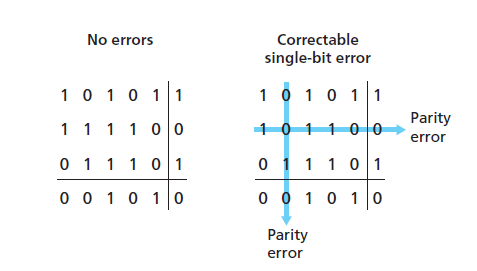 No errors
1 0 1 0 1 1
1 1 1 1 0 0
0 1 1 1 0 1
0 0 1 0 1 0
Correctable
single-bit error
1 0 1 0 1 1
1 0 1 1 0 0
0 1 1 1 0 1
0 0 1 0 1 0
Parity
error
Parity
error